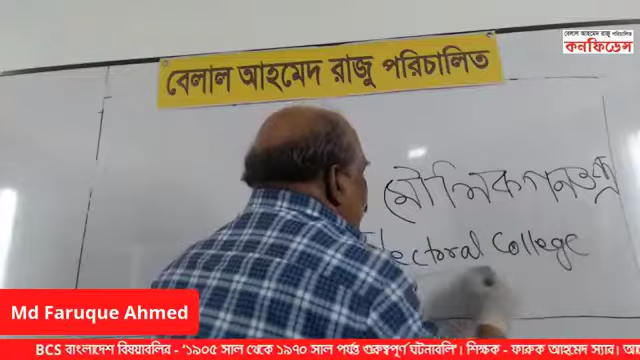 বেলাল আহমেদ রাজু পরিচালিত
কনফিডেন্স
বেলাল আহমেদ রাজু পরিচালিত
মৌলিকগনতন্ত্র
Electoral College
Md Faruque Ahmed
BCS বাংলাদেশ বিষয়াবলির - '১৯০৫ সাল থেকে ১৯৭০ সাল পর্যন্ত গুরুত্বপূর্ণ ঘটনাবলি' । শিক্ষক - ফারুক আহমেদ স্যার।